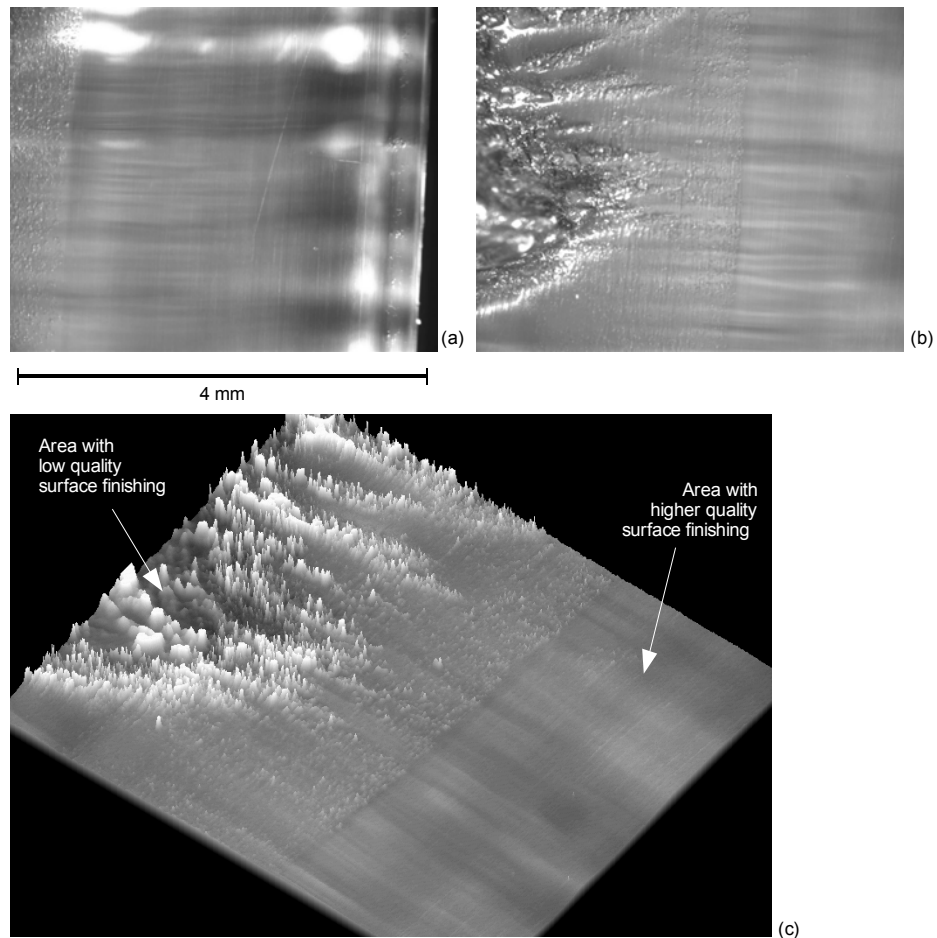 (a)
(b)
4 mm
Area with
low quality
surface finishing
Area with
higher quality
surface finishing
(c)